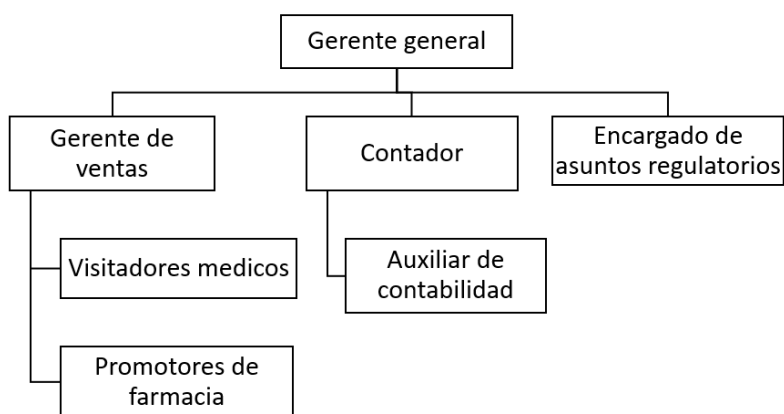 Gerente general
Gerente de
ventas
Contador
Encargado de
asuntos regulatorios
Visitadores medicos
Auxiliar de
contabilidad
Promotores de
farmacia